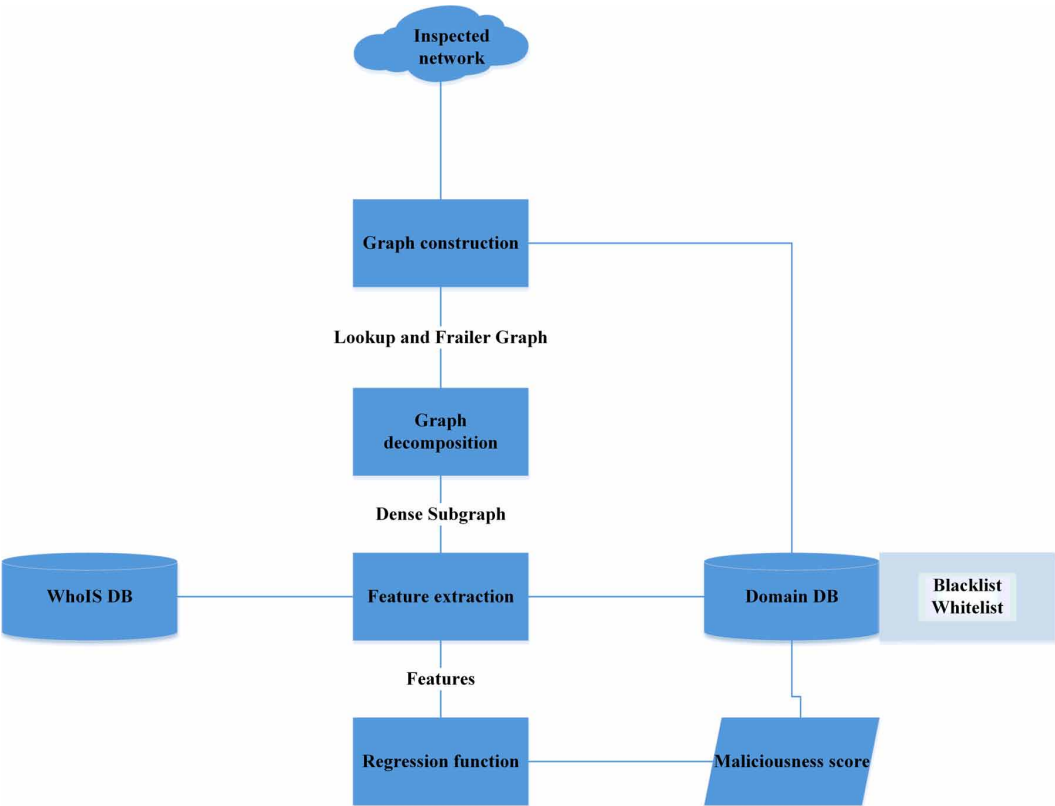 Inspected
network
Graph construction
Lookup and Frailer Graph
Graph
decomposition
Dense Subgraph
WhoIS DB
Feature extraction
Domain DB
Blacklist
Whitelist
Features
Regression function
Maliciousness score